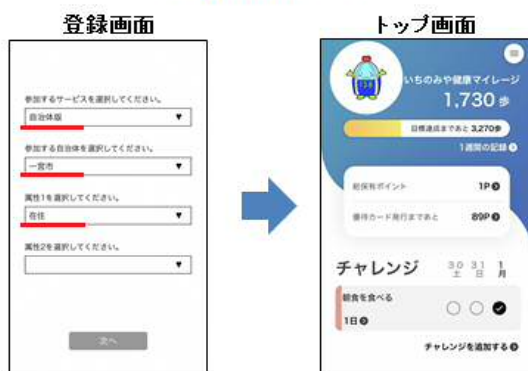 登録画面
参加するサービスを選択してください。
自治体版 ▼
参加する自治体を選択してください。
一宮市 ▼
属性1を選択してください。
在住 ▼
属性2を選択してください。
▼
次へ
トップ画面
いちのみや健康マイレージ
1,730 歩
目標達成まであと 3,270歩
1週間の記録
総保有ポイント 1P
優待カード発行まであと 89P
チャレンジ
30 31 1
土 日 月
朝食を食べる
1日
チャレンジを追加する